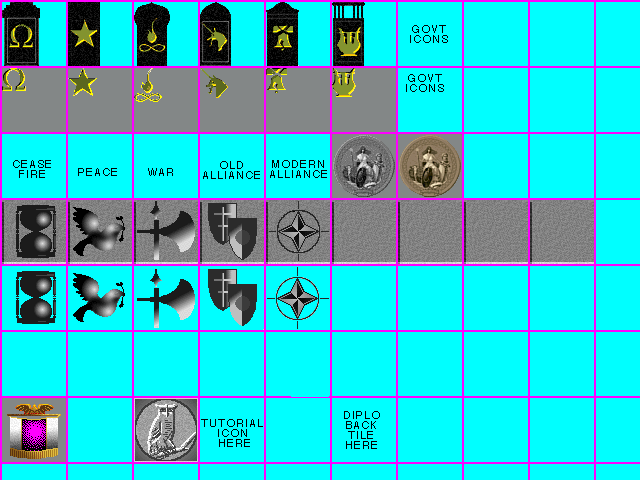 Ω
GOVT
ICONS
Ω
GOVT
ICONS
CEASE
FIRE
PEACE
WAR
OLD
ALLIANCE
MODERN
ALLIANCE
TUTORIAL
ICON
HERE
DIPLO
BACK
TILE
HERE